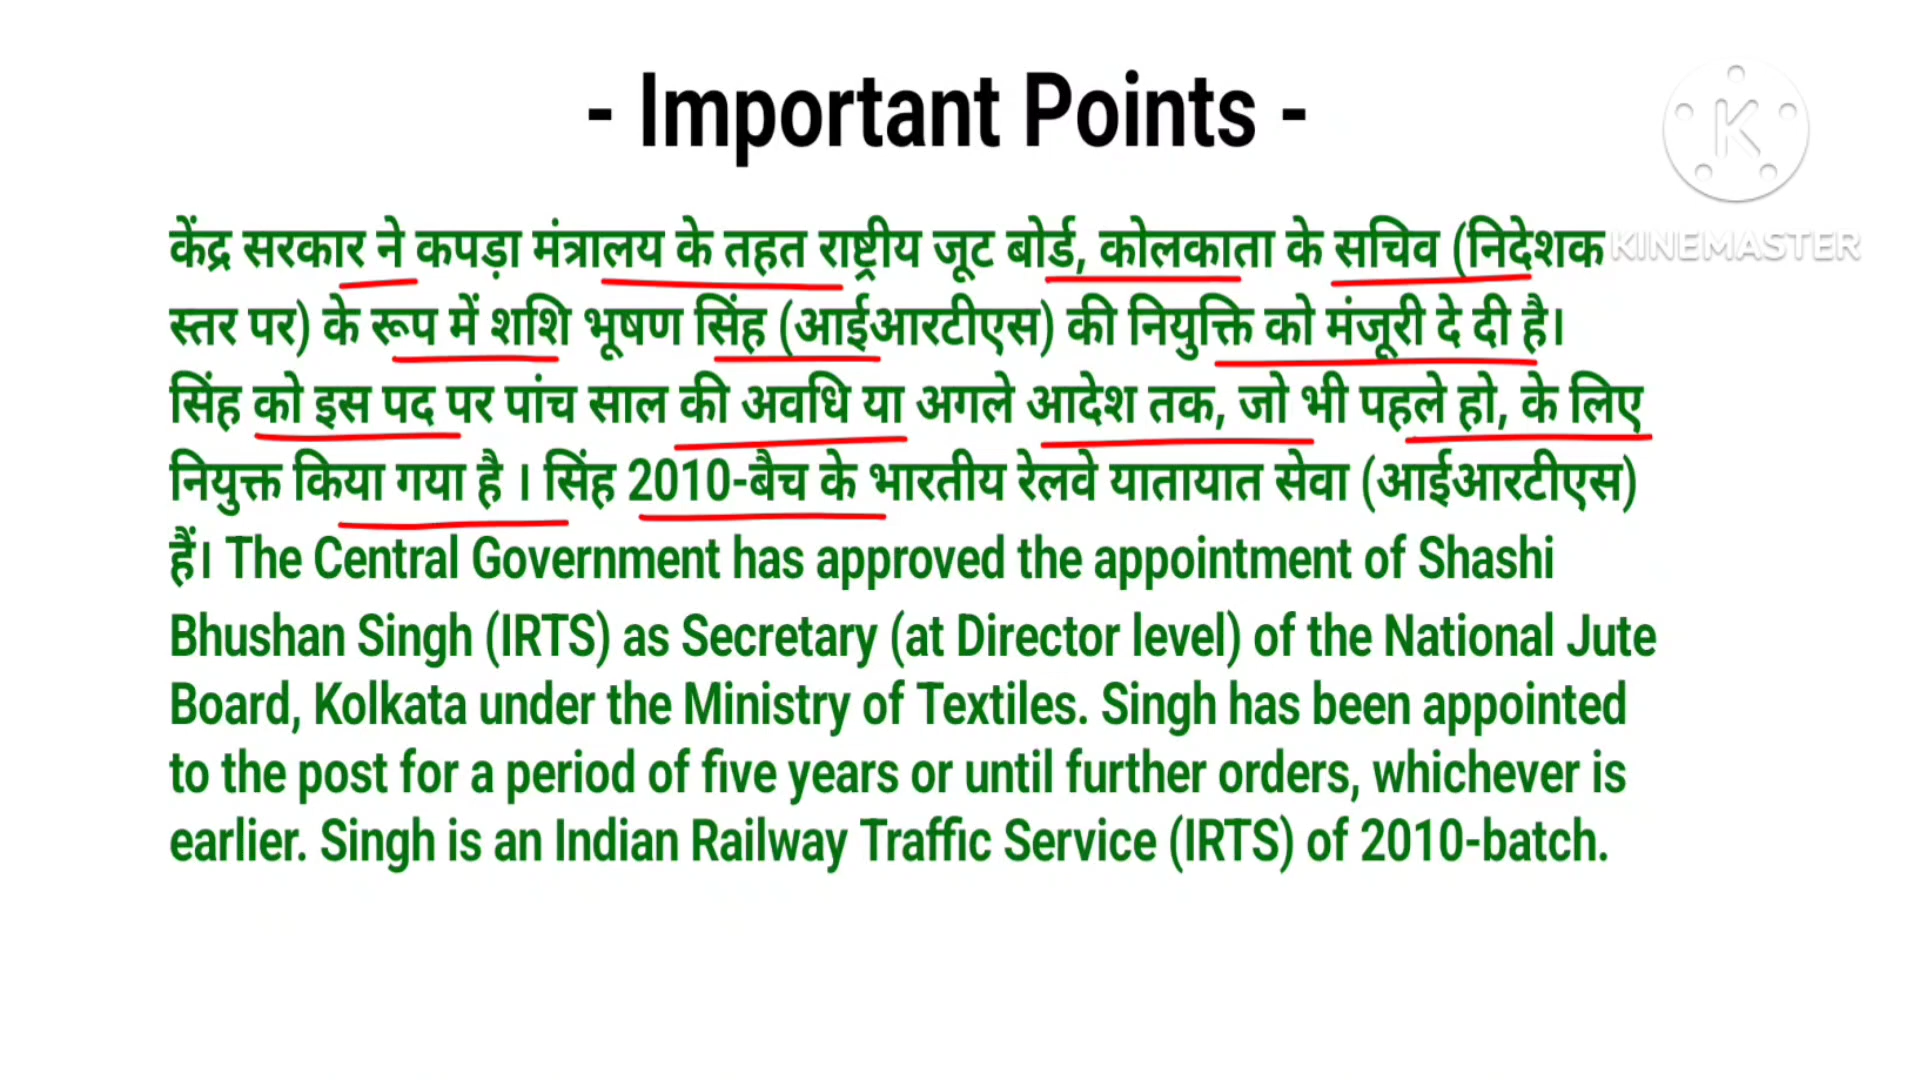 - Important Points -
K
KINEMASTER
केंद्र सरकार ने कपड़ा मंत्रालय के तहत राष्ट्रीय जूट बोर्ड, कोलकाता के सचिव (निदेशक
स्तर पर) के रूप में शशि भूषण सिंह (आईआरटीएस) की नियुक्ति को मंजूरी दे दी है।
सिंह को इस पद पर पांच साल की अवधि या अगले आदेश तक, जो भी पहले हो, के लिए
नियुक्त किया गया है । सिंह 2010-बैच के भारतीय रेलवे यातायात सेवा (आईआरटीएस)
हैं। The Central Government has approved the appointment of Shashi
Bhushan Singh (IRTS) as Secretary (at Director level) of the National Jute
Board, Kolkata under the Ministry of Textiles. Singh has been appointed
to the post for a period of five years or until further orders, whichever is
earlier. Singh is an Indian Railway Traffic Service (IRTS) of 2010-batch.